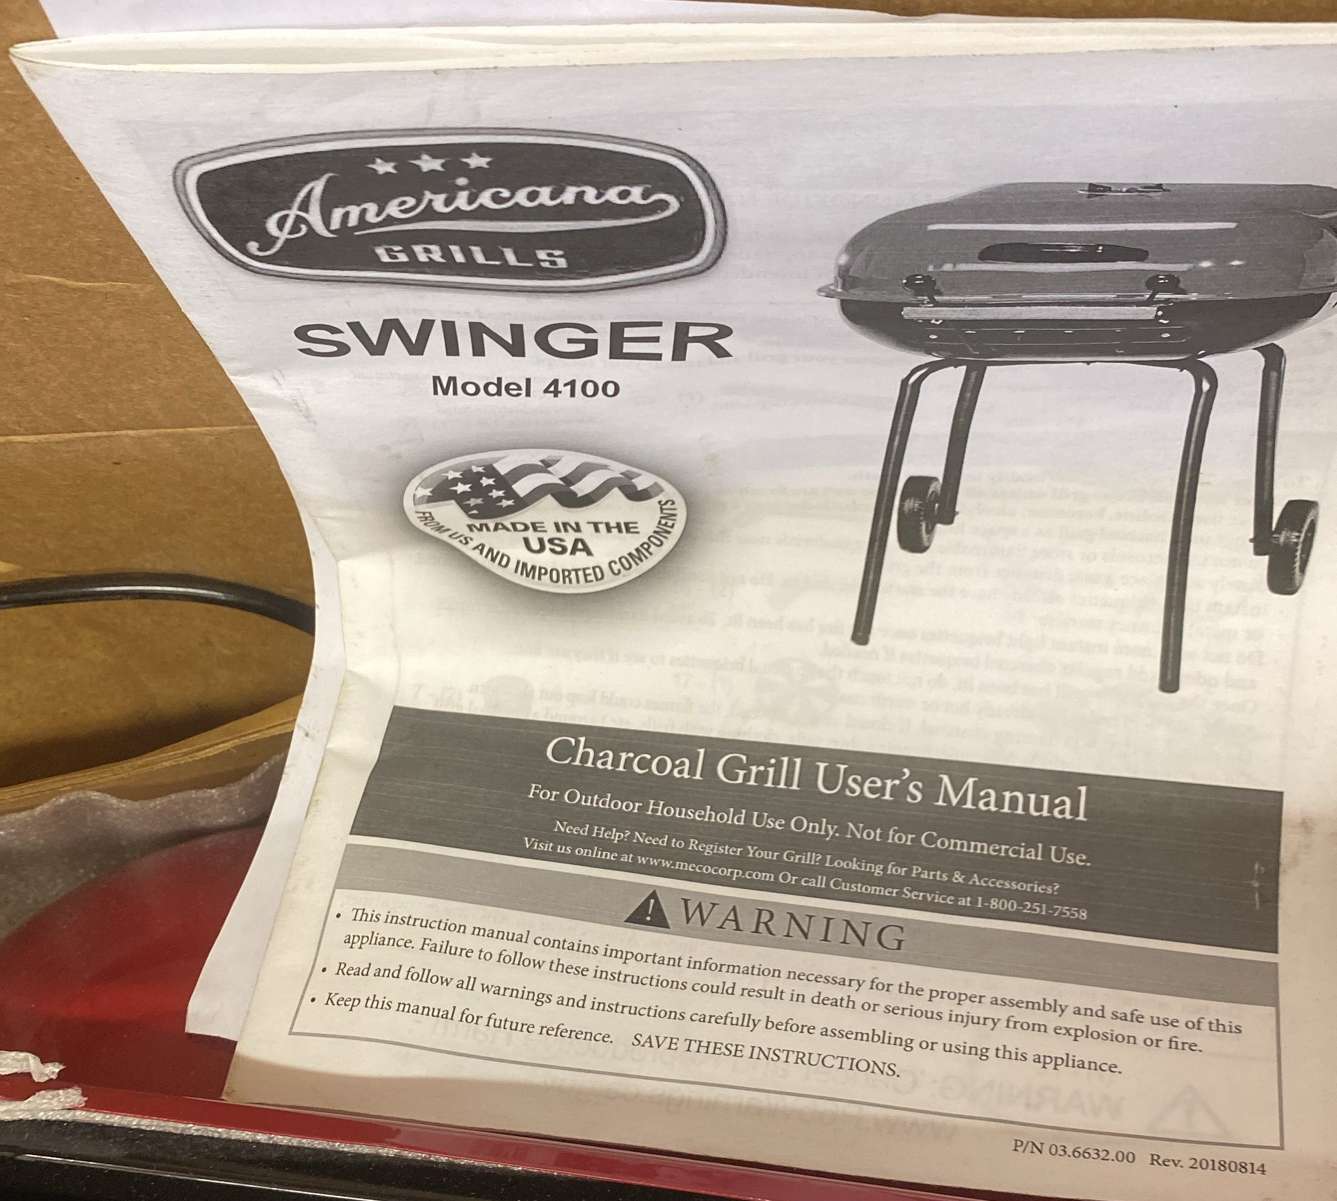 Americana
GRILLS
SWINGER
Model 4100
MADE IN THE
USA
FROM US AND IMPORTED COMPONENTS
Charcoal Grill User's Manual
For Outdoor Household Use Only. Not for Commercial Use.
Need Help? Need to Register Your Grill? Looking for Parts & Accessories?
Visit us online at www.mecocorp.com Or call Customer Service at 1-800-251-7558
WARNING
• This instruction manual contains important information necessary for the proper assembly and safe use of this
appliance. Failure to follow these instructions could result in death or serious injury from explosion or fire.
• Read and follow all warnings and instructions carefully before assembling or using this appliance.
• Keep this manual for future reference. SAVE THESE INSTRUCTIONS.
P/N 03.6632.00 Rev. 20180814